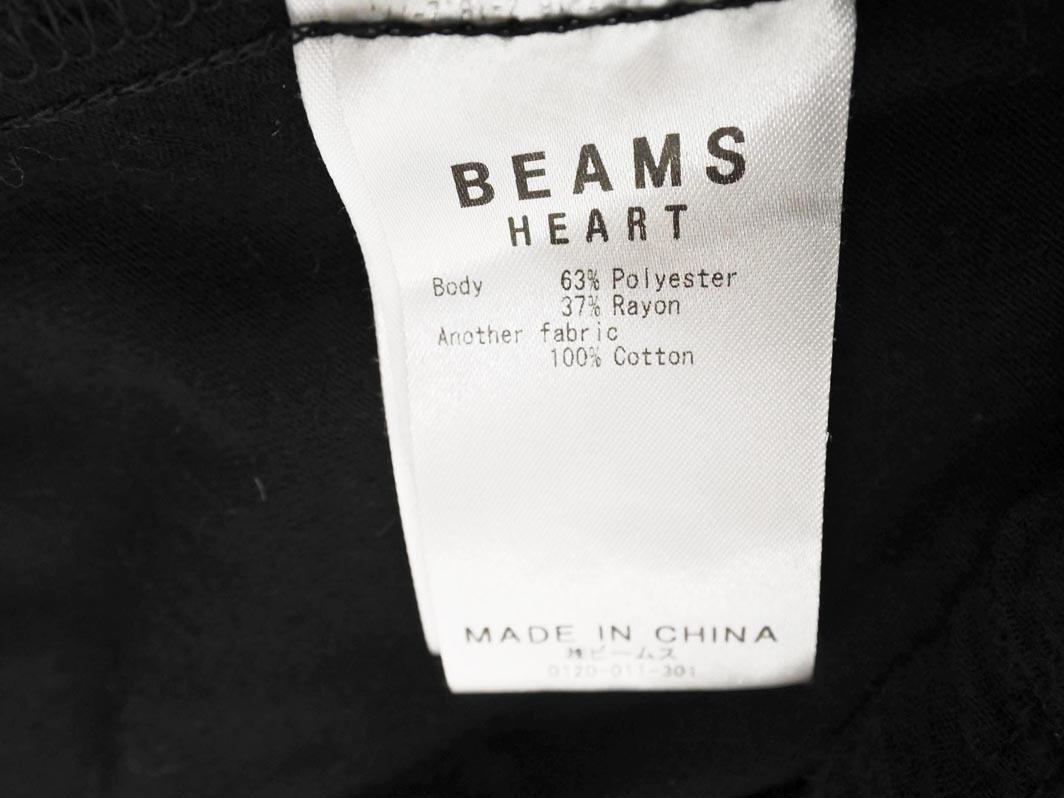 BEAMS
HEART
Body 63% Polyester
37% Rayon
Another fabric
100% Cotton
MADE IN CHINA
㈱ビームス
0120-011-301